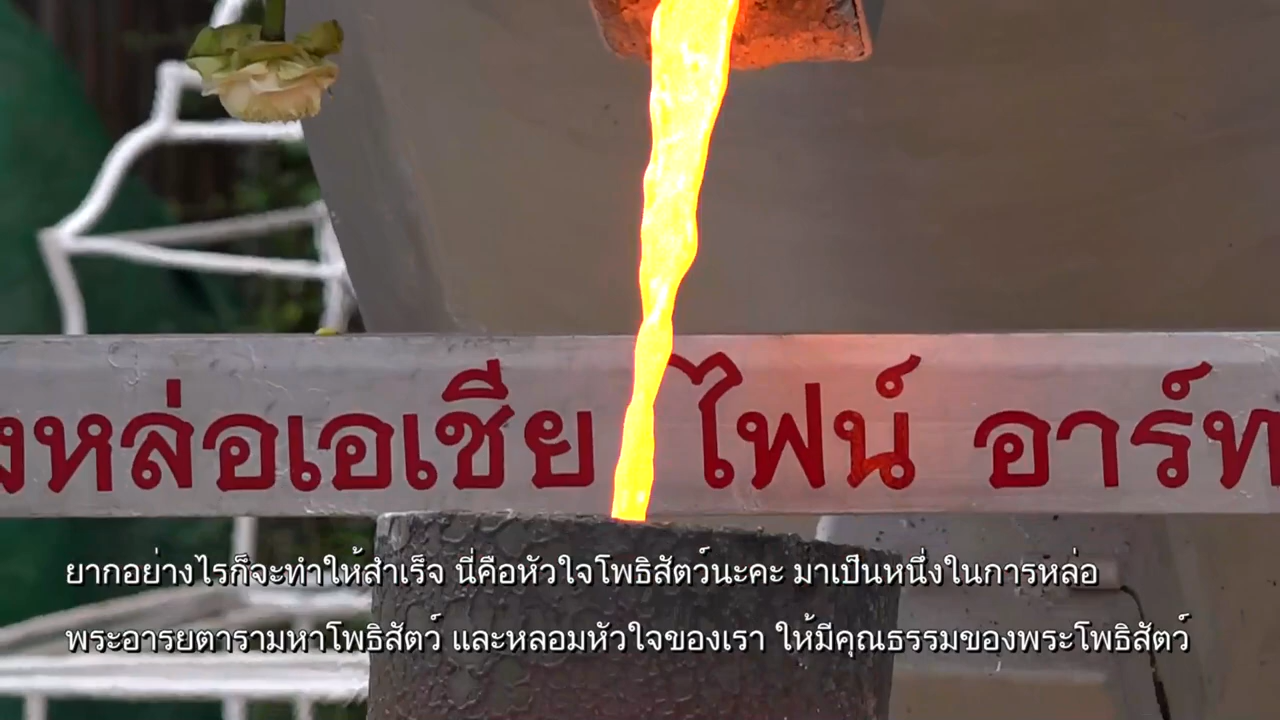 หล่อเอเชีย ไฟน์ อาร์ท
ยากอย่างไรก็จะทำให้สำเร็จ นี่คือหัวใจโพธิสัตว์นะคะ มาเป็นหนึ่งในการหล่อ
พระอารยตารามหาโพธิสัตว์ และหลอมหัวใจของเรา ให้มีคุณธรรมของพระโพธิสัตว์